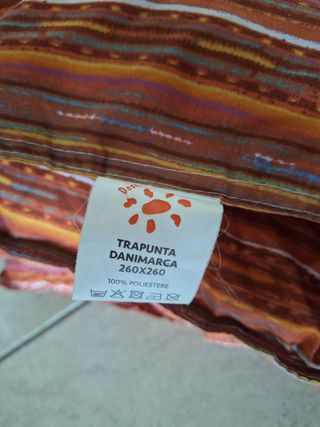 TRAPUNTA
DANIMARCA
260X260
100% POLIESTERE